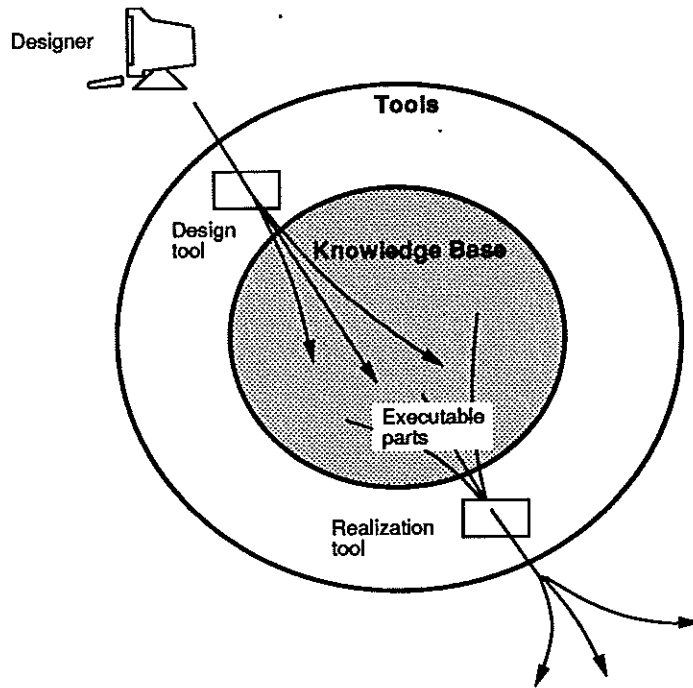 Designer
Tools
Design
tool
Knowledge Base
Executable
parts
Realization
tool